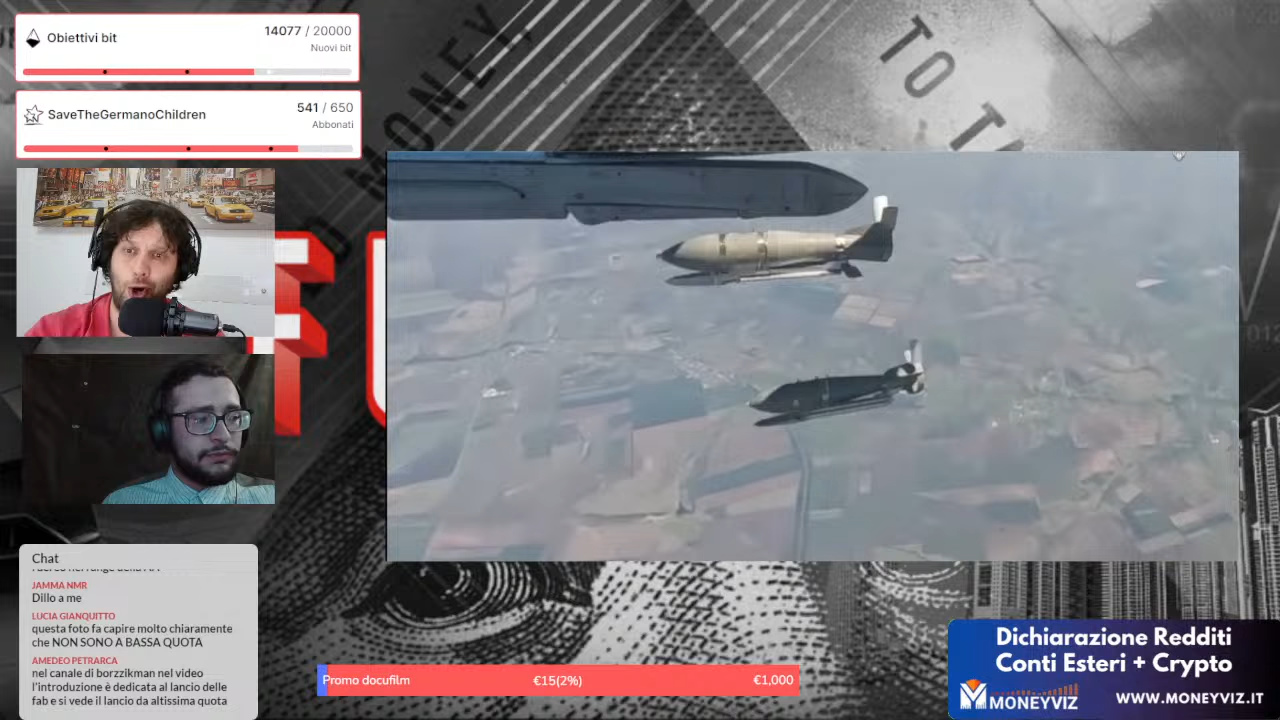 Obiettivi bit
14077 / 20000
Nuovi bit
SaveTheGermanoChildren
541 / 650
Abbonati
MONEY,
TO
Chat
JAMMA NMR
Dillo a me
LUCIA GIANQUITTO
questa foto fa capire molto chiaramente
che NON SONO A BASSA QUOTA
AMEDEO PETRARCA
nel canale di borzzikman nel video
l'introduzione è dedicata al lancio delle
fab e si vede il lancio da altissima quota
Promo docufilm
€15(2%)
€1,000
Dichiarazione Redditi
Conti Esteri + Crypto
MONEYVIZ
WWW.MONEYVIZ.IT